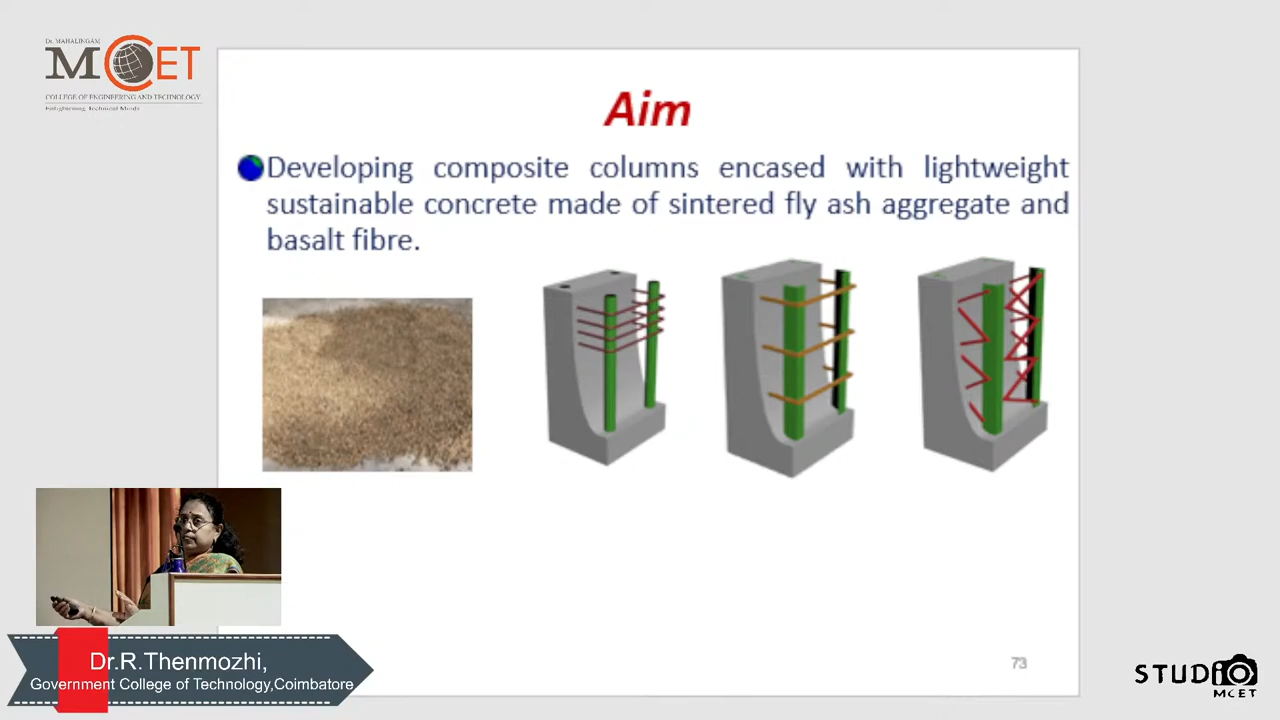 Dr. MAHALINGAM
MCET
COLLEGE OF ENGINEERING AND TECHNOLOGY
Enlightening Technical Minds
Aim
Developing composite columns encased with lightweight
sustainable concrete made of sintered fly ash aggregate and
basalt fibre.
Dr.R.Thenmozhi,
Government College of Technology,Coimbatore
73
STUDIO
MCET